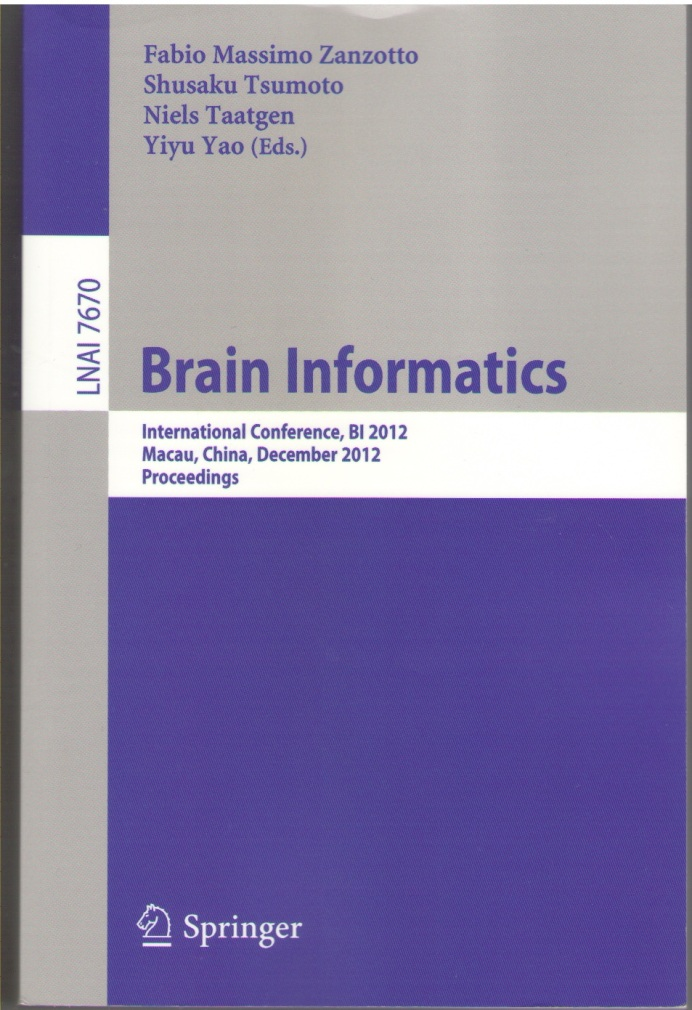 Fabio Massimo Zanzotto
Shusaku Tsumoto
Niels Taatgen
Yiyu Yao (Eds.)
LNAI 7670
Brain Informatics
International Conference, BI 2012
Macau, China, December 2012
Proceedings
Springer